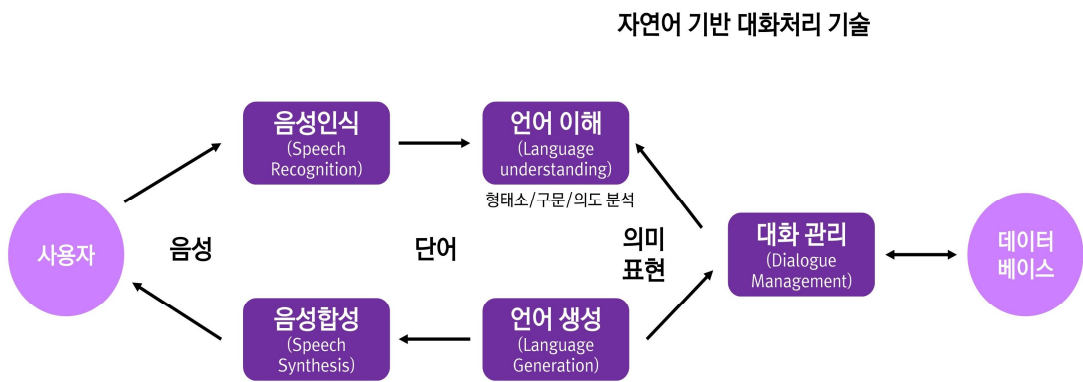 자연어 기반 대화처리 기술
음성인식
(Speech
Recognition)
언어 이해
(Language
understanding)
형태소/구문/의도 분석
사용자
음성
단어
의미
표현
대화 관리
(Dialogue
Management)
데이터
베이스
음성합성
(Speech
Synthesis)
언어 생성
(Language
Generation)